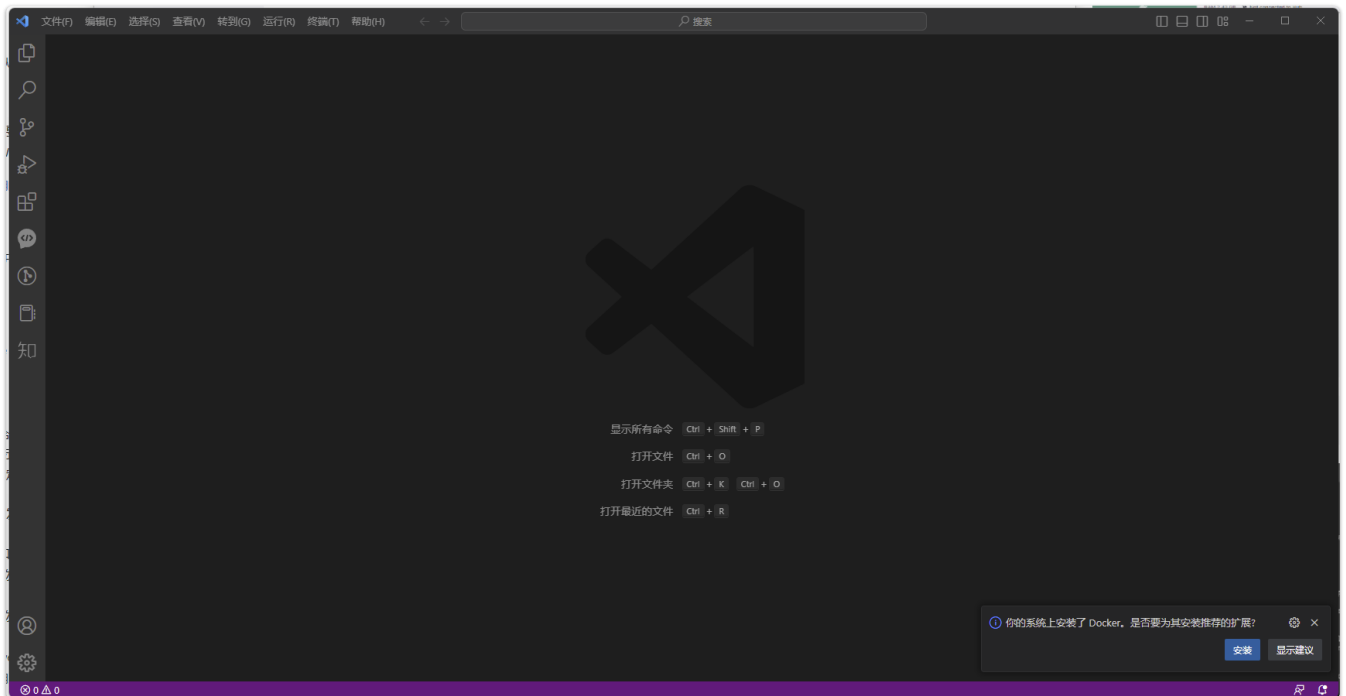 文件(F) 编辑(E) 选择(S) 查看(V) 转到(G) 运行(R) 终端(T) 帮助(H) 搜索
知
显示所有命令 Ctrl + Shift + P
打开文件 Ctrl + O
打开文件夹 Ctrl + K Ctrl + O
打开最近的文件 Ctrl + R
你的系统上安装了 Docker。是否要为其安装推荐的扩展?
安装 显示建议
0 0